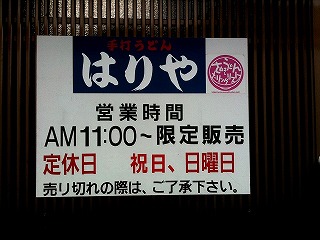 手打うどん
はりや
営業時間
AM11:00~限定販売
定休日 祝日、日曜日
売り切れの際は、ご了承下さい。